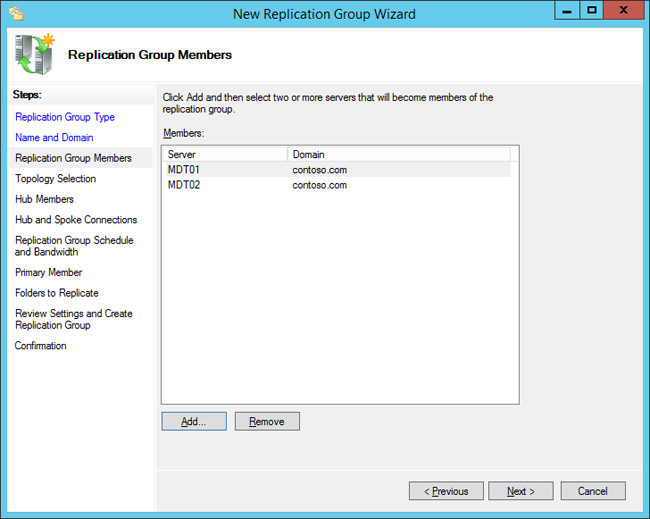 New Replication Group Wizard
Replication Group Members
Steps:
Replication Group Type
Name and Domain
Replication Group Members
Topology Selection
Hub Members
Hub and Spoke Connections
Replication Group Schedule
and Bandwidth
Primary Member
Folders to Replicate
Review Settings and Create
Replication Group
Confirmation
Click Add and then select two or more servers that will become members of the
replication group.
Members:
Server Domain
MDT01 contoso.com
MDT02 contoso.com
Add... Remove
< Previous Next > Cancel